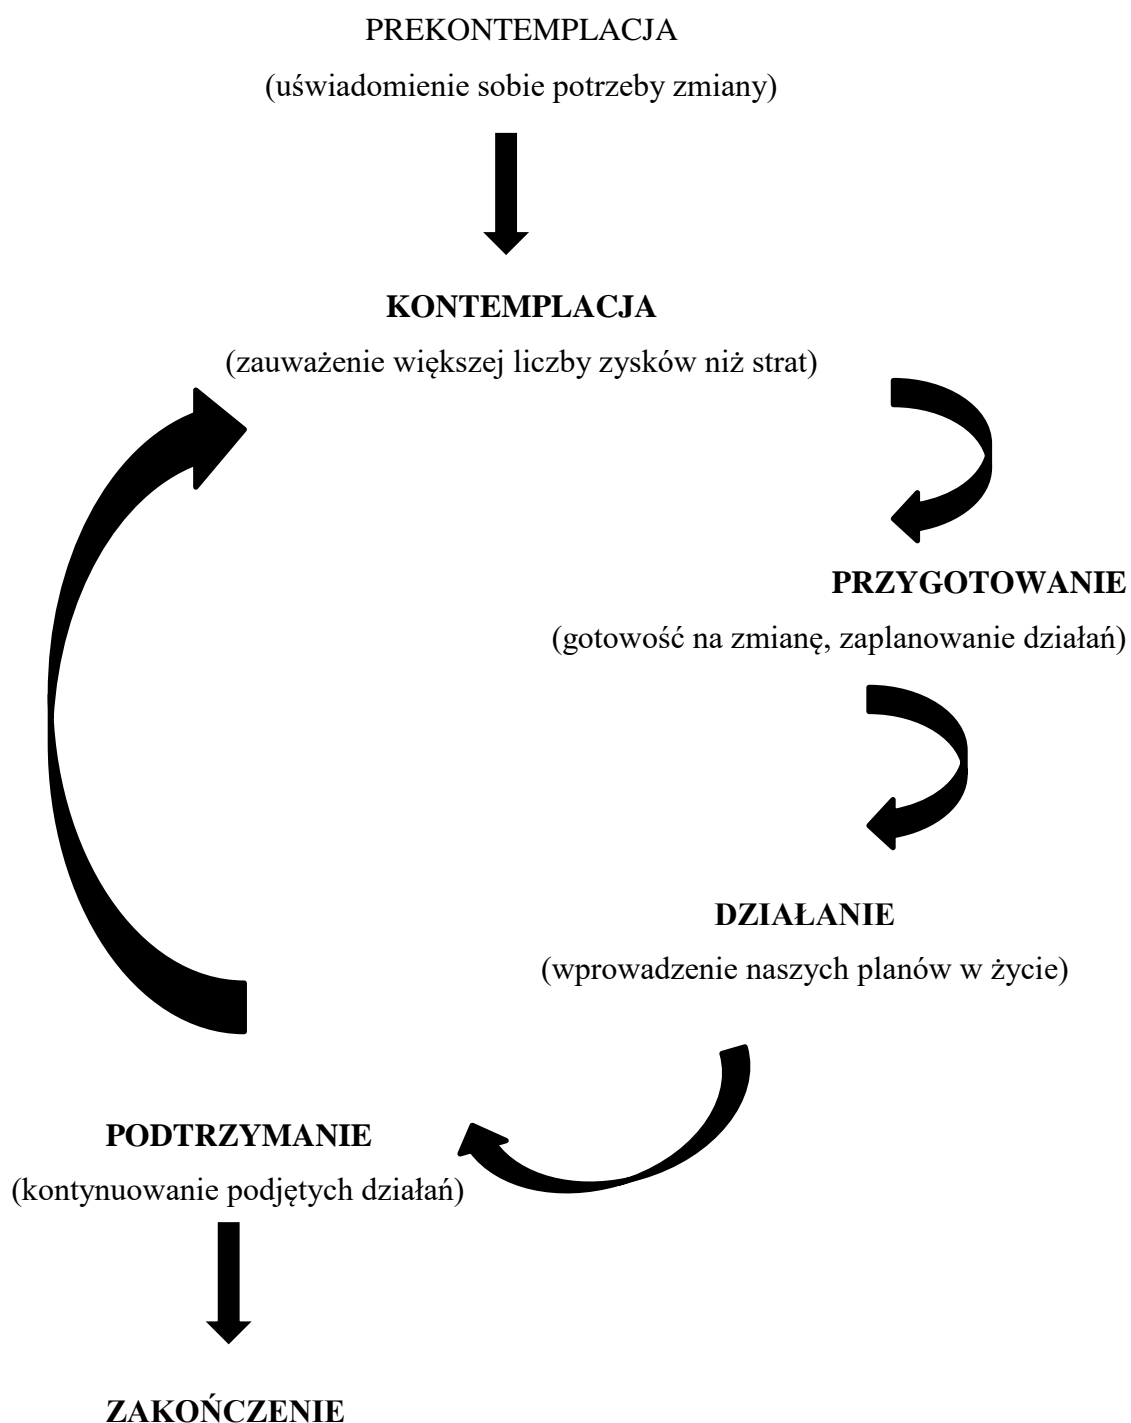 PREKONTEMPLACJA
(uświadomienie sobie potrzeby zmiany)
KONTEMPLACJA
(zauważenie większej liczby zysków niż strat)
PRZYGOTOWANIE
(gotowość na zmianę, zaplanowanie działań)
DZIAŁANIE
(wprowadzenie naszych planów w życie)
PODTRZYMANIE
(kontynuowanie podjętych działań)
ZAKOŃCZENIE